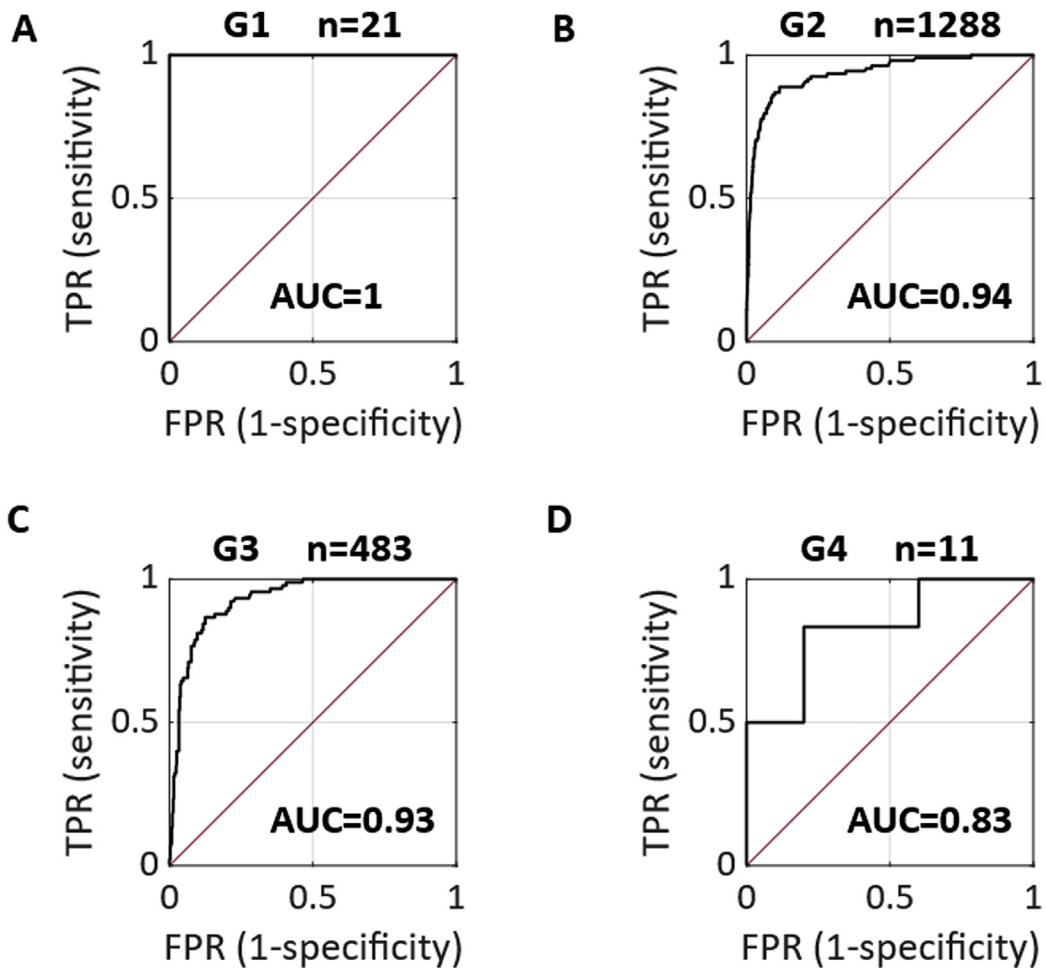 A
G1 n=21
1
0.5
0
TPR (sensitivity)
AUC=1
0 0.5 1
FPR (1-specificity)
B
G2 n=1288
1
0.5
0
TPR (sensitivity)
AUC=0.94
0 0.5 1
FPR (1-specificity)
C
G3 n=483
1
0.5
0
TPR (sensitivity)
AUC=0.93
0 0.5 1
FPR (1-specificity)
D
G4 n=11
1
0.5
0
TPR (sensitivity)
AUC=0.83
0 0.5 1
FPR (1-specificity)